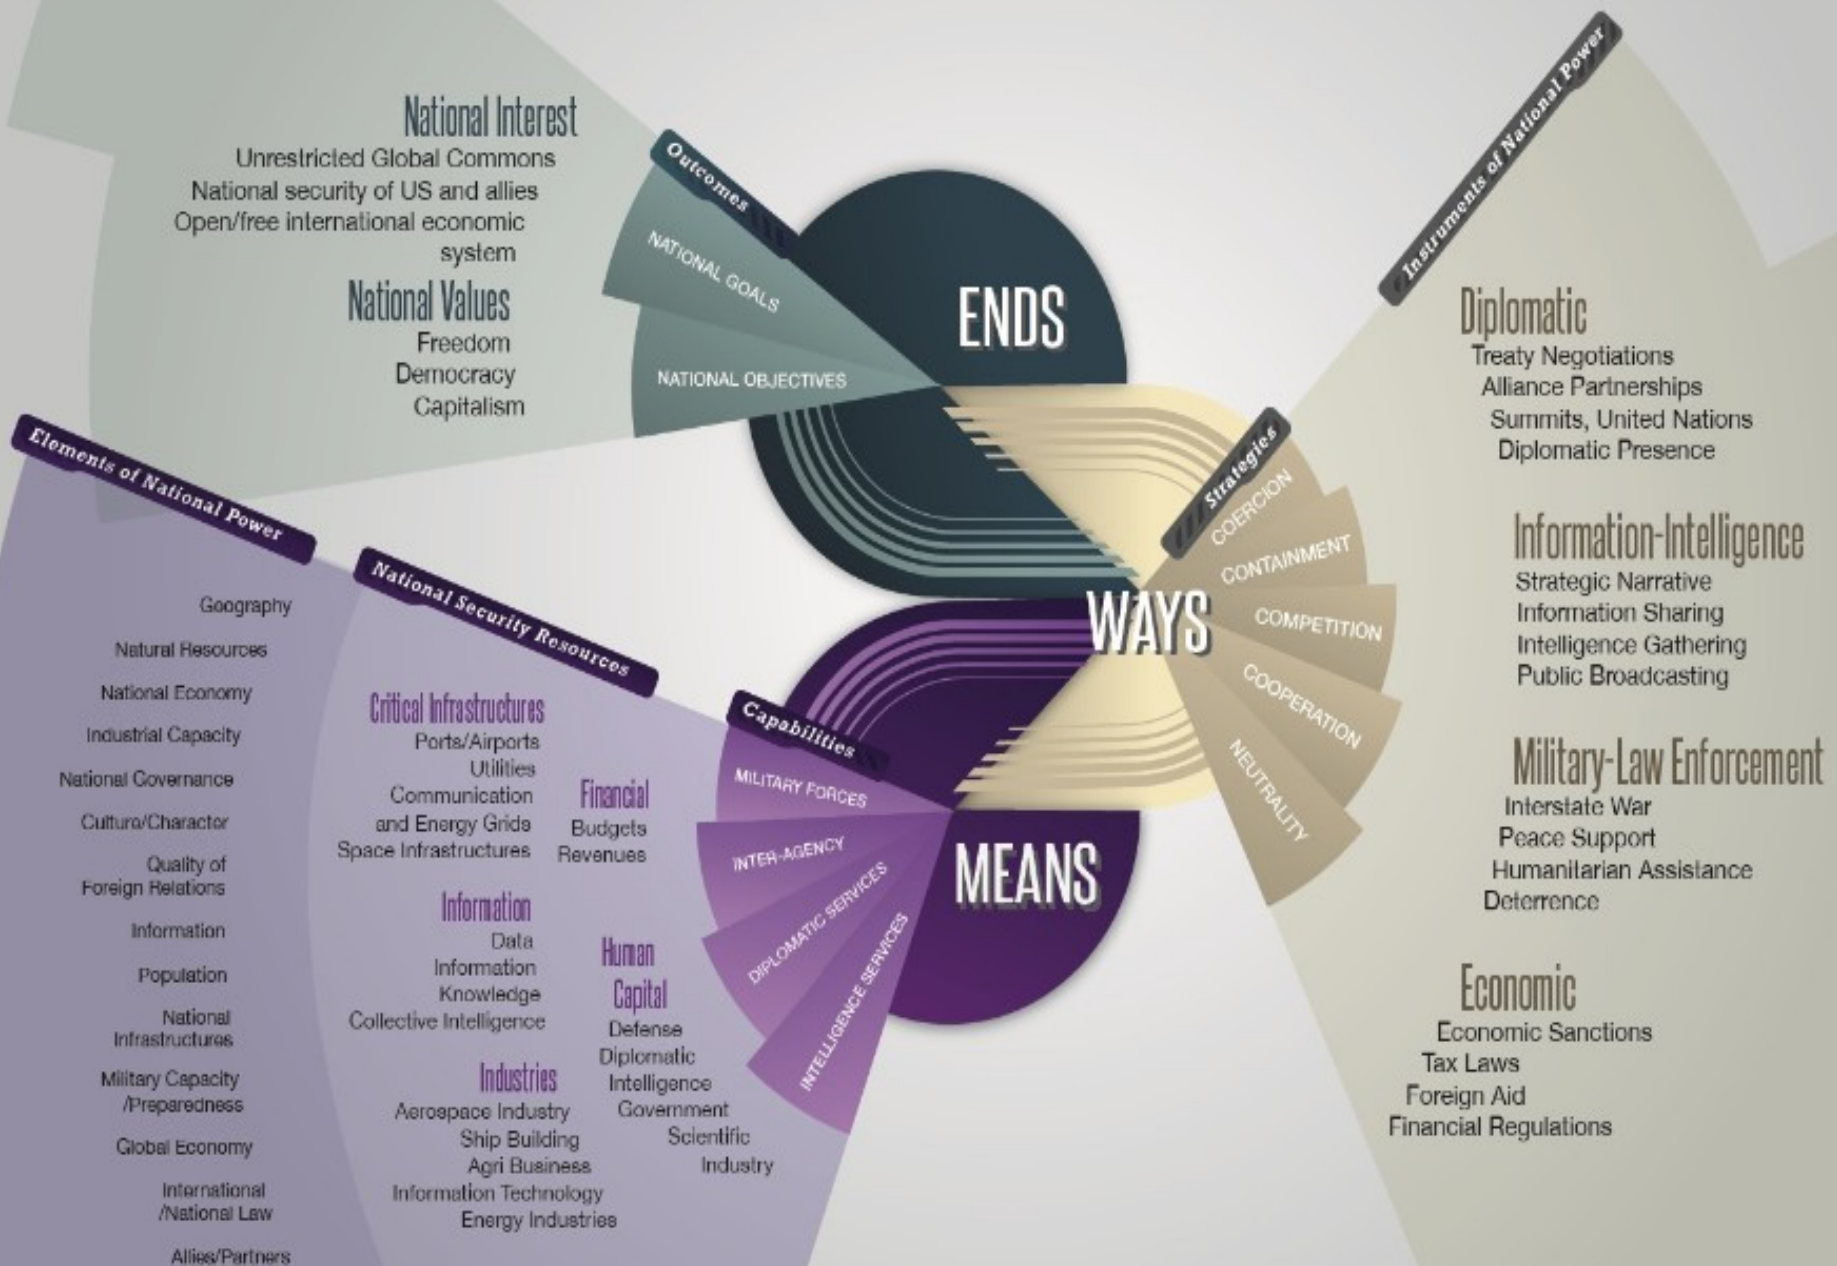 National Interest
Unrestricted Global Commons
National security of US and allies
Open/free international economic
system
National Values
Freedom
Democracy
Capitalism
Outcomes
NATIONAL GOALS
NATIONAL OBJECTIVES
ENDS
Instruments of National Power
Diplomatic
Treaty Negotiations
Alliance Partnerships
Summits, United Nations
Diplomatic Presence
Information-Intelligence
Strategic Narrative
Information Sharing
Intelligence Gathering
Public Broadcasting
Military-Law Enforcement
Interstate War
Peace Support
Humanitarian Assistance
Deterrence
Economic
Economic Sanctions
Tax Laws
Foreign Aid
Financial Regulations
Strategies
COERCION
CONTAINMENT
COMPETITION
COOPERATION
NEUTRALITY
WAYS
Elements of National Power
Geography
Natural Resources
National Economy
Industrial Capacity
National Governance
Culture/Character
Quality of
Foreign Relations
Information
Population
National
Infrastructures
Military Capacity
/Preparedness
Global Economy
International
/National Law
Allies/Partners
National Security Resources
Critical Infrastructures
Ports/Airports
Utilities
Communication
and Energy Grids
Space Infrastructures
Financial
Budgets
Revenues
Information
Data
Information
Knowledge
Collective Intelligence
Human
Capital
Defense
Diplomatic
Intelligence
Government
Scientific
Industry
Industries
Aerospace Industry
Ship Building
Agri Business
Information Technology
Energy Industries
Capabilities
MILITARY FORCES
INTER-AGENCY
DIPLOMATIC SERVICES
INTELLIGENCE SERVICES
MEANS